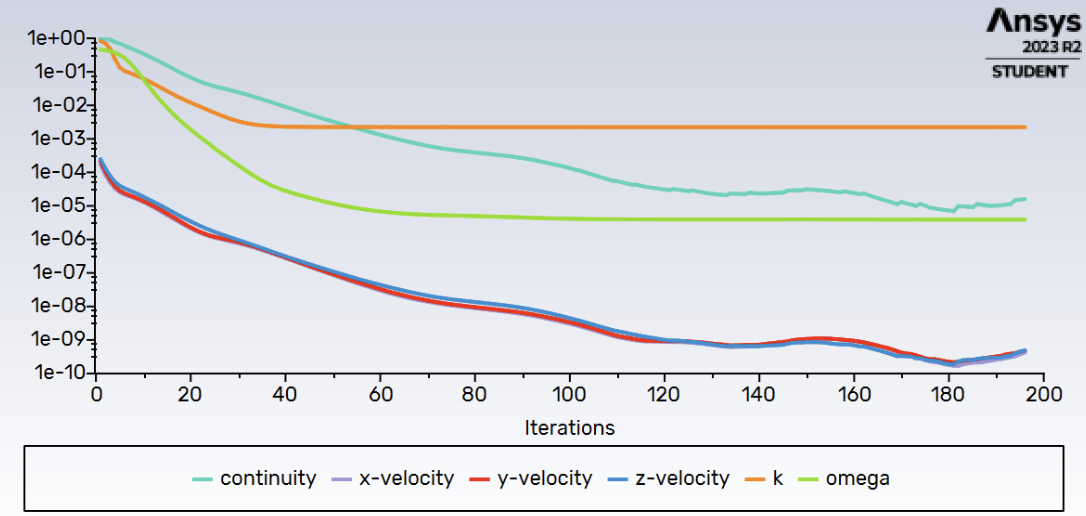 Ansys
2023 R2
STUDENT
1e+00
1e-01
1e-02
1e-03
1e-04
1e-05
1e-06
1e-07
1e-08
1e-09
1e-10
0 20 40 60 80 100 120 140 160 180 200
Iterations
continuity x-velocity y-velocity z-velocity k omega